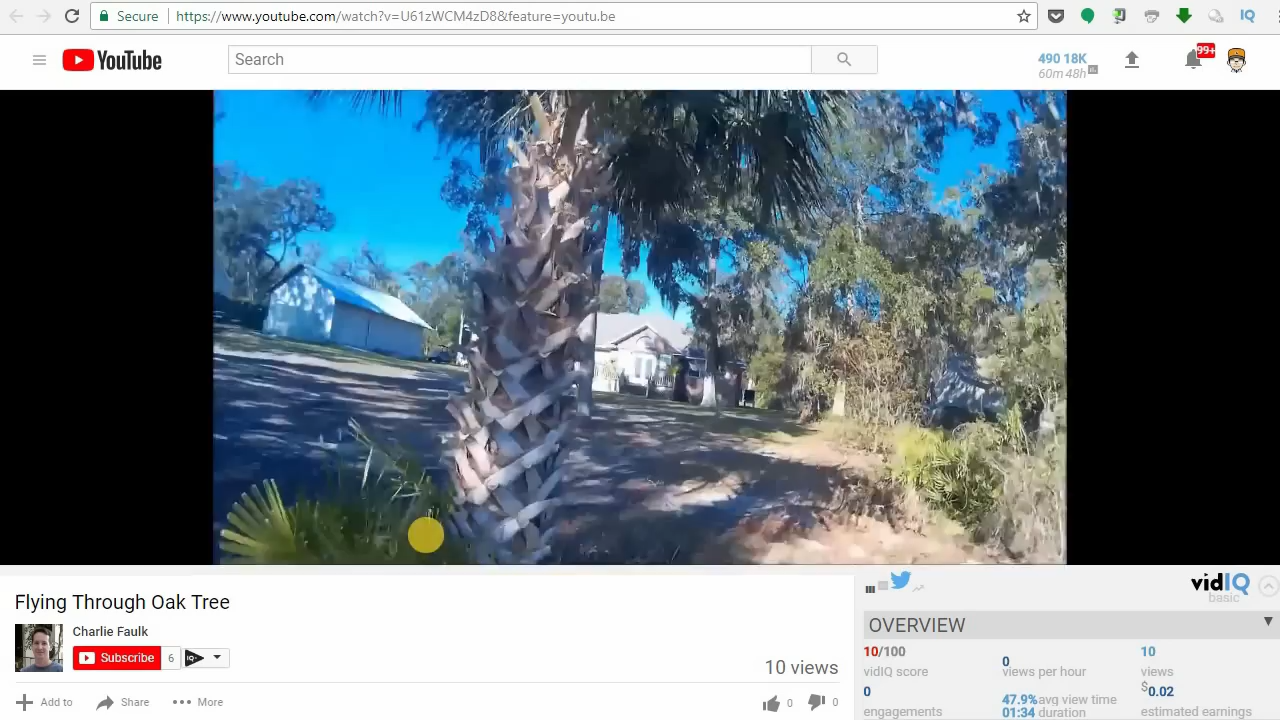 Secure https://www.youtube.com/watch?v=U61zWCM4zD8&feature=youtu.be IQ
YouTube Search 490 18K 99+
60m 48h
Flying Through Oak Tree
Charlie Faulk
Subscribe 6 IQ
10 views
Add to Share More 0 0
vidIQ
basic
OVERVIEW
10/100 0 10
vidIQ score views per hour views
0 47.9% avg view time $0.02
engagements 01:34 duration estimated earnings